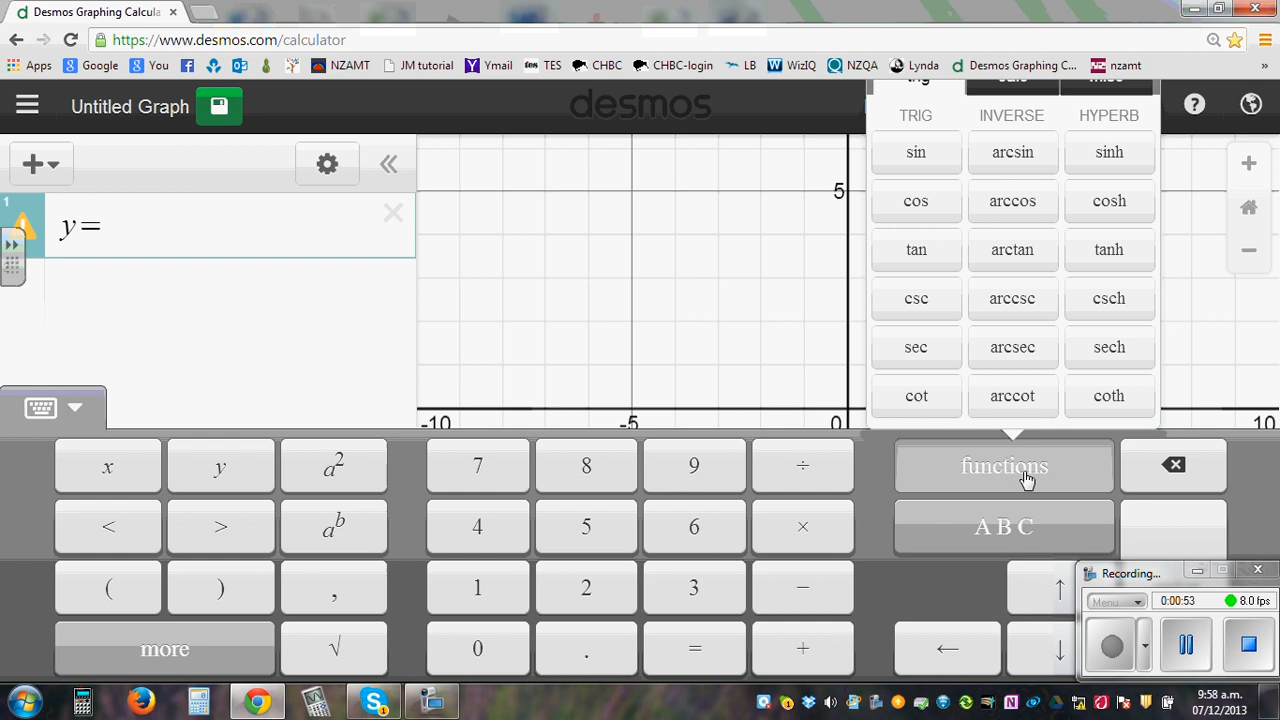 Desmos Graphing Calcula
https://www.desmos.com/calculator
Apps Google You NZAMT JM tutorial Ymail TES CHBC CHBC-login LB WizIQ NZQA Lynda Desmos Graphing C... nzamt »
Untitled Graph
desmos
trig calc misc
TRIG INVERSE HYPERB
sin arcsin sinh
cos arccos cosh
tan arctan tanh
csc arccsc csch
sec arcsec sech
cot arccot coth
1
y=
5
-10 -5 0 10
x y a² 7 8 9 ÷ functions
< > aᵇ 4 5 6 × A B C
( ) , 1 2 3 − ↑
more √ 0 . = + ← ↓
Recording...
Menu 0:00:53 8.0 fps
9:58 a.m.
07/12/2013